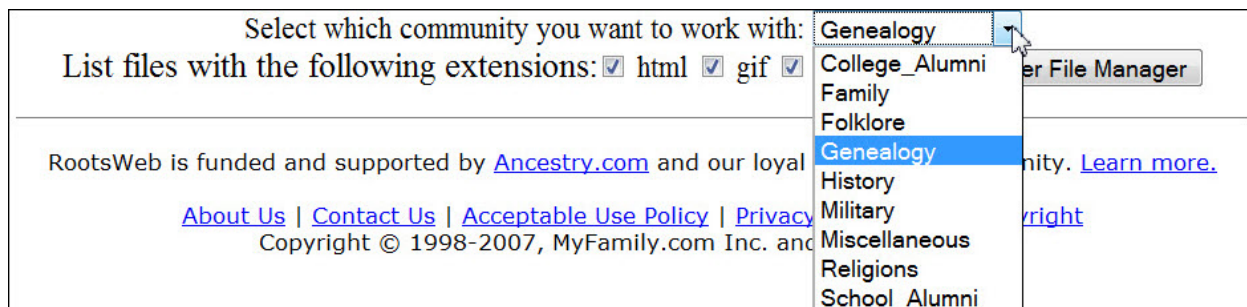 Select which community you want to work with: Genealogy
List files with the following extensions: html gif er File Manager
College_Alumni
Family
Folklore
Genealogy
History
Military
Miscellaneous
Religions
School_Alumni
RootsWeb is funded and supported by Ancestry.com and our loyal nity. Learn more.
About Us | Contact Us | Acceptable Use Policy | Privacy right
Copyright © 1998-2007, MyFamily.com Inc. and